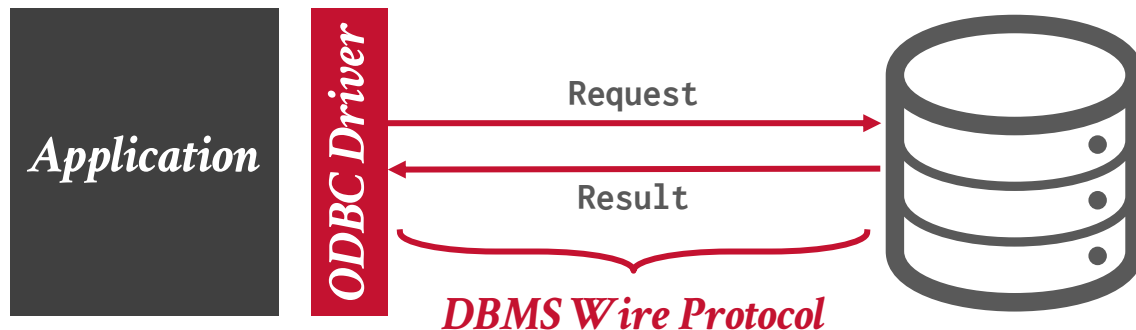 Application
ODBC Driver
Request
Result
DBMS Wire Protocol